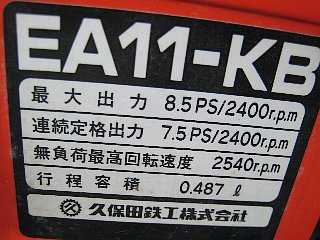 EA11-KB
最大出力 8.5PS/2400r.p.m
連続定格出力 7.5PS/2400r.p.m
無負荷最高回転速度 2540r.p.m
行程容積 0.487 ℓ
久保田鉄工株式会社